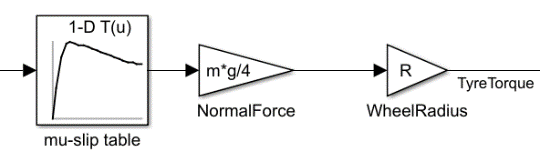 1-D T(u)
mu-slip table
m*g/4
NormalForce
R
WheelRadius
TyreTorque